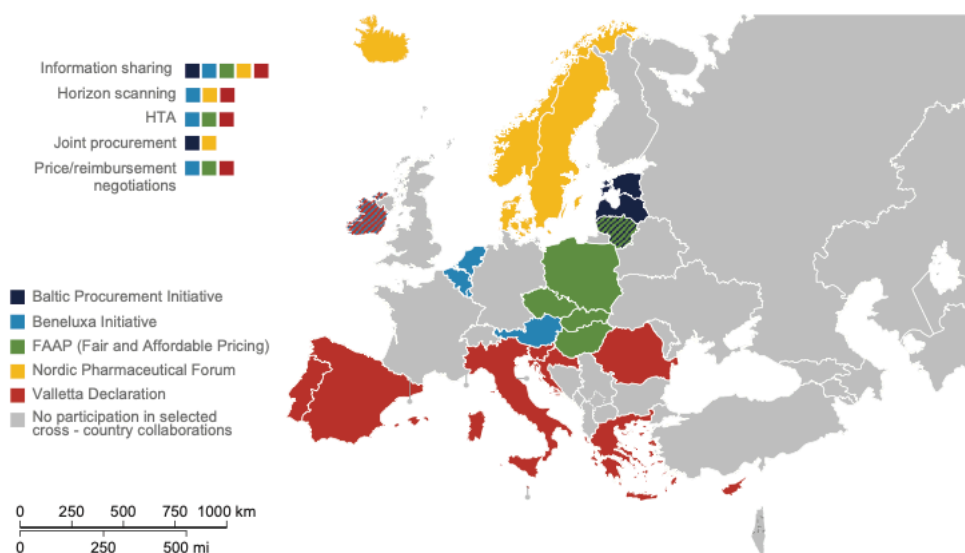 Information sharing
Horizon scanning
HTA
Joint procurement
Price/reimbursement
negotiations
Baltic Procurement Initiative
Beneluxa Initiative
FAAP (Fair and Affordable Pricing)
Nordic Pharmaceutical Forum
Valletta Declaration
No participation in selected
cross - country collaborations
0 250 500 750 1000 km
0 250 500 mi